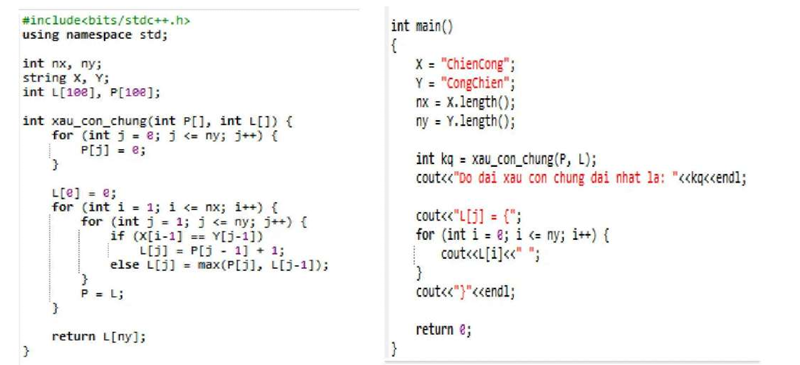 #include<bits/stdc++.h>
using namespace std;

int nx, ny;
string X, Y;
int L[100], P[100];

int xau_con_chung(int P[], int L[]) {
    for (int j = 0; j <= ny; j++) {
        P[j] = 0;
    }

    L[0] = 0;
    for (int i = 1; i <= nx; i++) {
        for (int j = 1; j <= ny; j++) {
            if (X[i-1] == Y[j-1])
                L[j] = P[j - 1] + 1;
            else L[j] = max(P[j], L[j-1]);
        }
        P = L;
    }

    return L[ny];
}

int main()
{
    X = "ChienCong";
    Y = "CongChien";
    nx = X.length();
    ny = Y.length();

    int kq = xau_con_chung(P, L);
    cout<<"Do dai xau con chung dai nhat la: "<<kq<<endl;

    cout<<"L[j] = {";
    for (int i = 0; i <= ny; i++) {
        cout<<L[i]<<" ";
    }
    cout<<"}"<<endl;

    return 0;
}